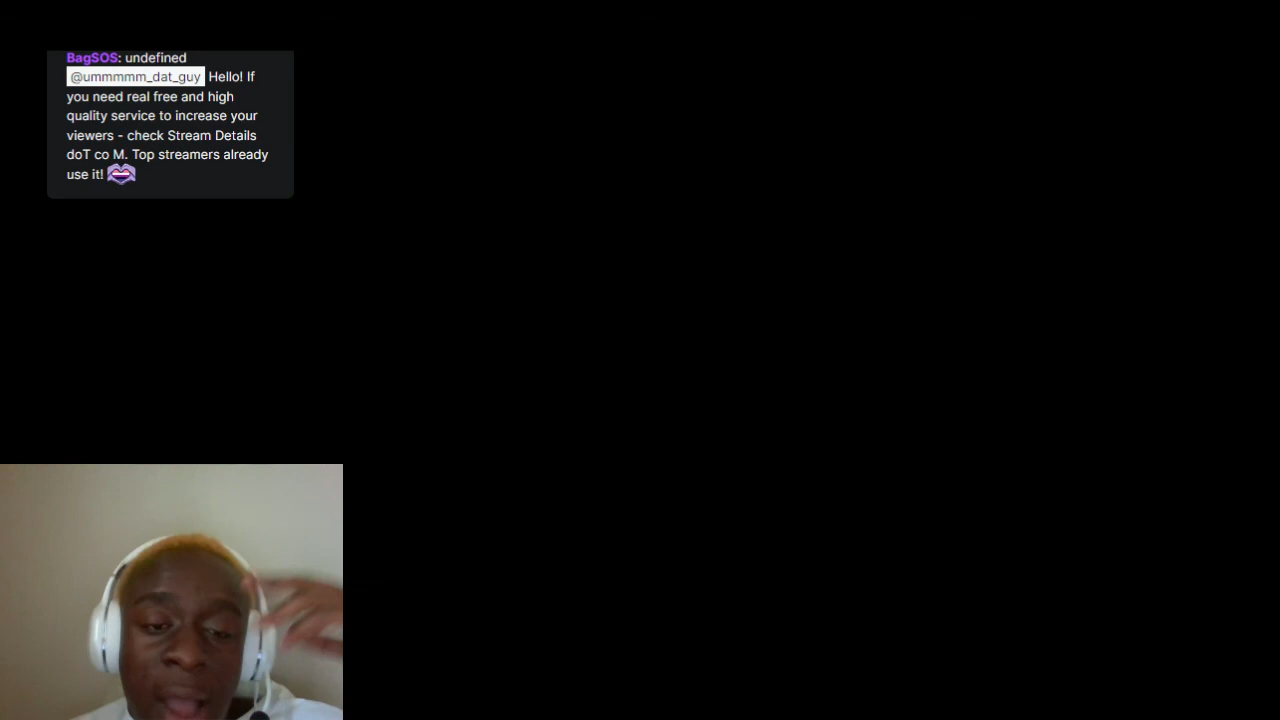 BagSOS: undefined
@ummmmm_dat_guy Hello! If
you need real free and high
quality service to increase your
viewers - check Stream Details
doT co M. Top streamers already
use it!